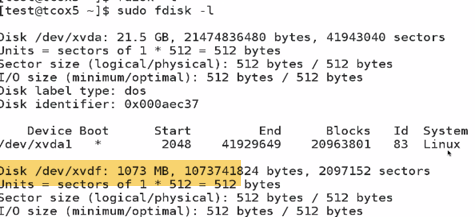 [test@tcox5 ~]$ sudo fdisk -l
Disk /dev/xvda: 21.5 GB, 21474836480 bytes, 41943040 sectors
Units = sectors of 1 * 512 = 512 bytes
Sector size (logical/physical): 512 bytes / 512 bytes
I/O size (minimum/optimal): 512 bytes / 512 bytes
Disk label type: dos
Disk identifier: 0x000aec37
Device Boot Start End Blocks Id System
/dev/xvda1 * 2048 41929649 20963801 83 Linux
Disk /dev/xvdf: 1073 MB, 1073741824 bytes, 2097152 sectors
Units = sectors of 1 * 512 = 512 bytes
Sector size (logical/physical): 512 bytes / 512 bytes
I/O size (minimum/optimal): 512 bytes / 512 bytes